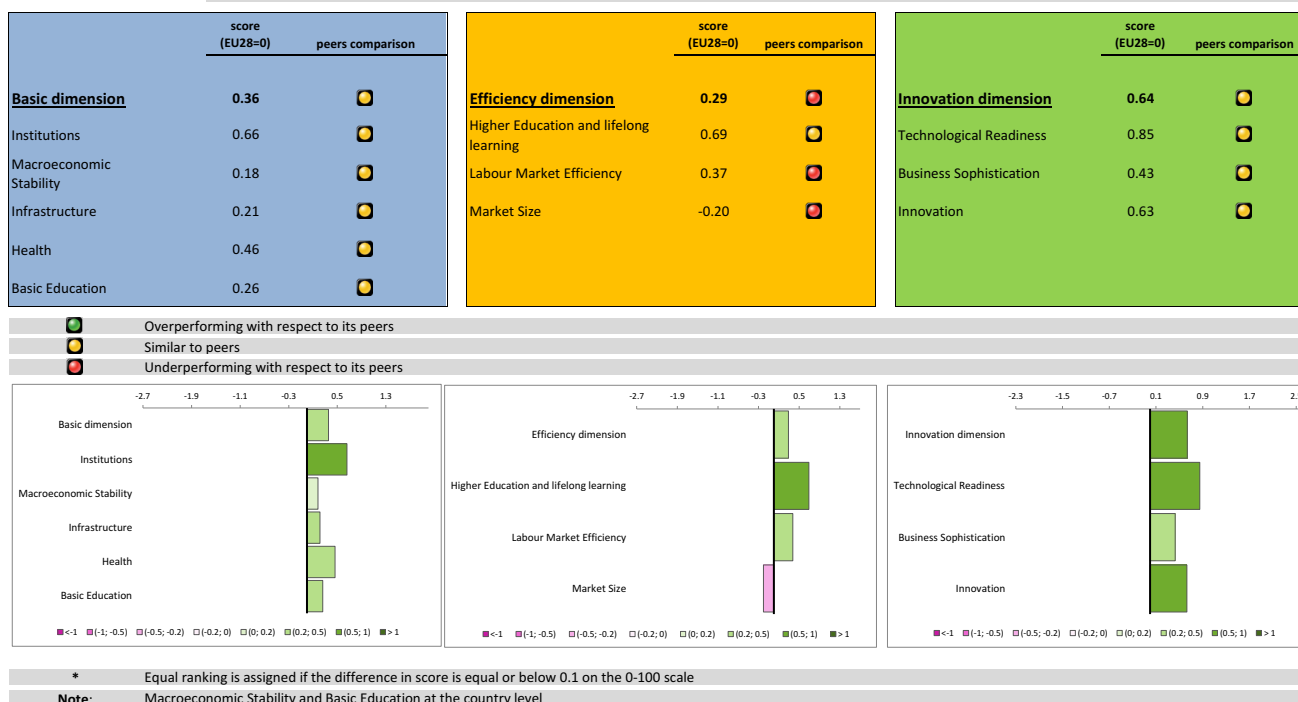 score
(EU28=0) peers comparison
Basic dimension 0.36
Institutions 0.66
Macroeconomic
Stability 0.18
Infrastructure 0.21
Health 0.46
Basic Education 0.26
score
(EU28=0) peers comparison
Efficiency dimension 0.29
Higher Education and lifelong
learning 0.69
Labour Market Efficiency 0.37
Market Size -0.20
score
(EU28=0) peers comparison
Innovation dimension 0.64
Technological Readiness 0.85
Business Sophistication 0.43
Innovation 0.63
Overperforming with respect to its peers
Similar to peers
Underperforming with respect to its peers
-2.7 -1.9 -1.1 -0.3 0.5 1.3
Basic dimension
Institutions
Macroeconomic Stability
Infrastructure
Health
Basic Education
<-1 (-1; -0.5) (-0.5; -0.2) (-0.2; 0) (0; 0.2) (0.2; 0.5) (0.5; 1) > 1
-2.7 -1.9 -1.1 -0.3 0.5 1.3
Efficiency dimension
Higher Education and lifelong learning
Labour Market Efficiency
Market Size
<-1 (-1; -0.5) (-0.5; -0.2) (-0.2; 0) (0; 0.2) (0.2; 0.5) (0.5; 1) > 1
-2.3 -1.5 -0.7 0.1 0.9 1.7
Innovation dimension
Technological Readiness
Business Sophistication
Innovation
<-1 (-1; -0.5) (-0.5; -0.2) (-0.2; 0) (0; 0.2) (0.2; 0.5) (0.5; 1) > 1
* Equal ranking is assigned if the difference in score is equal or below 0.1 on the 0-100 scale
Note: Macroeconomic Stability and Basic Education at the country level